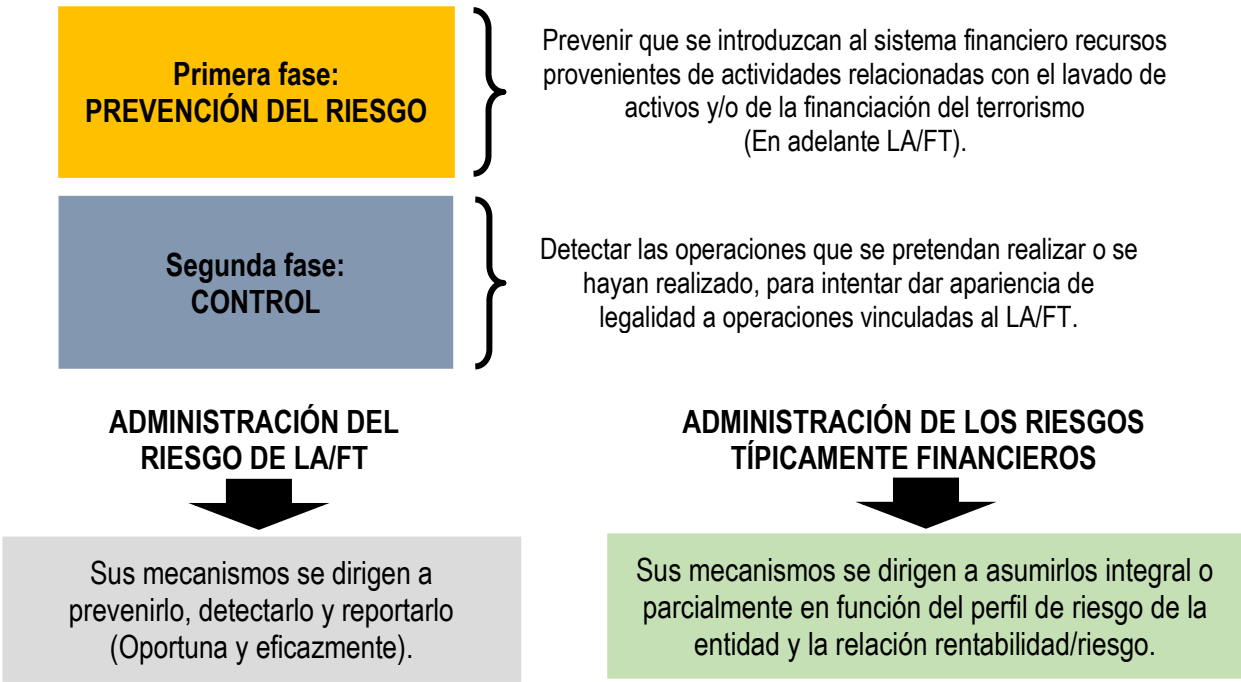 Primera fase:
PREVENCIÓN DEL RIESGO
Prevenir que se introduzcan al sistema financiero recursos
provenientes de actividades relacionadas con el lavado de
activos y/o de la financiación del terrorismo
(En adelante LA/FT).
Segunda fase:
CONTROL
Detectar las operaciones que se pretendan realizar o se
hayan realizado, para intentar dar apariencia de
legalidad a operaciones vinculadas al LA/FT.
ADMINISTRACIÓN DEL
RIESGO DE LA/FT
Sus mecanismos se dirigen a
prevenirlo, detectarlo y reportarlo
(Oportuna y eficazmente).
ADMINISTRACIÓN DE LOS RIESGOS
TÍPICAMENTE FINANCIEROS
Sus mecanismos se dirigen a asumirlos integral o
parcialmente en función del perfil de riesgo de la
entidad y la relación rentabilidad/riesgo.